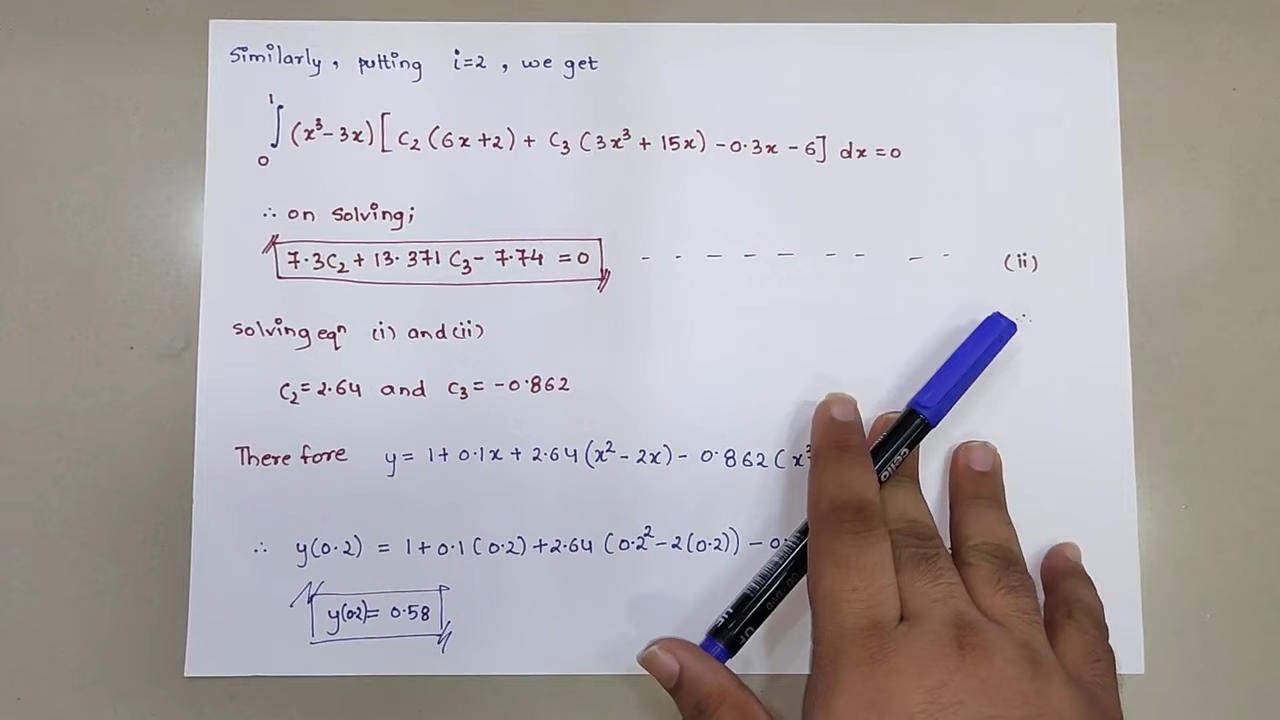 Similarly, putting i=2, we get
1
∫ (x³-3x) [ C₂ (6x+2) + C₃ (3x³ + 15x) - 0.3x - 6] dx = 0
0
∴ on solving;
7.3C₂ + 13.371 C₃ - 7.74 = 0 - - - - - - - - - (ii)
Solving eqⁿ (i) and (ii)
C₂ = 2.64 and C₃ = -0.862
There fore y = 1 + 0.1x + 2.64 (x² - 2x) - 0.862 ( x³
∴ y(0.2) = 1 + 0.1 (0.2) + 2.64 (0.2² - 2(0.2)) - 0.
y(0.2) = 0.58
cello